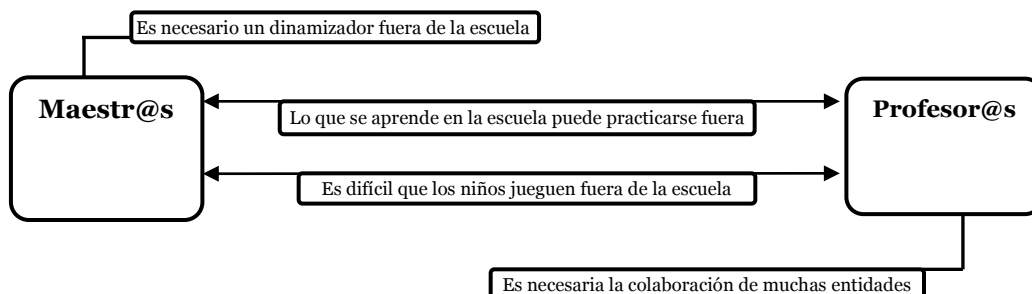 Es necesario un dinamizador fuera de la escuela
Maestr@s
Profesor@s
Lo que se aprende en la escuela puede practicarse fuera
Es difícil que los niños jueguen fuera de la escuela
Es necesaria la colaboración de muchas entidades